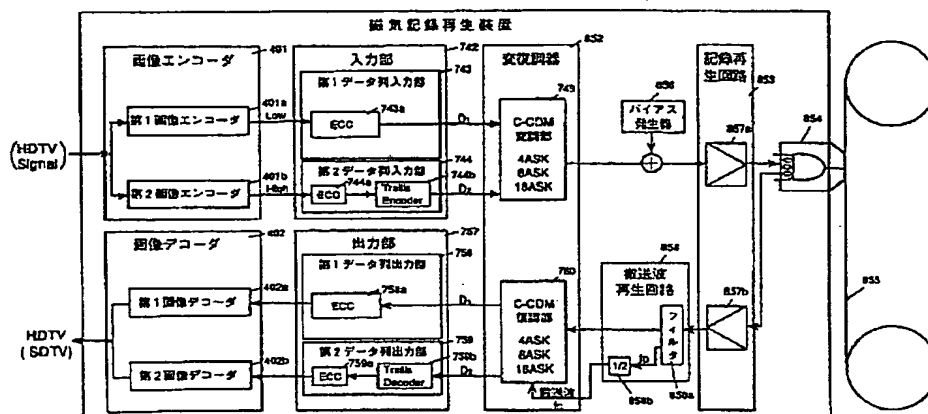 磁気記録再生装置
画像エンコーダ
401
第1画像エンコーダ
401a
Low
第2画像エンコーダ
401b
High
(HDTV Signal)
入力部
742
第1データ列入力部
743
743a
ECC
D1
第2データ列入力部
744
744a
744b
ECC
Trellis Encoder
D2
変復調器
852
749
C-CDM
変調器
4ASK
8ASK
16ASK
856
バイアス
発生器
記録再
生回路
853
857a
854
855
画像デコーダ
402
第1画像デコーダ
402a
第2画像デコーダ
402b
HDTV
(SDTV)
出力部
757
第1データ列出力部
758
758a
ECC
D1
第2データ列出力部
759
759a
759b
ECC
Trellis Decoder
D2
760
C-CDM
復調器
4ASK
8ASK
16ASK
搬送波
858
搬送波
再生回路
フィルタ
1/2
858b
858a
857b